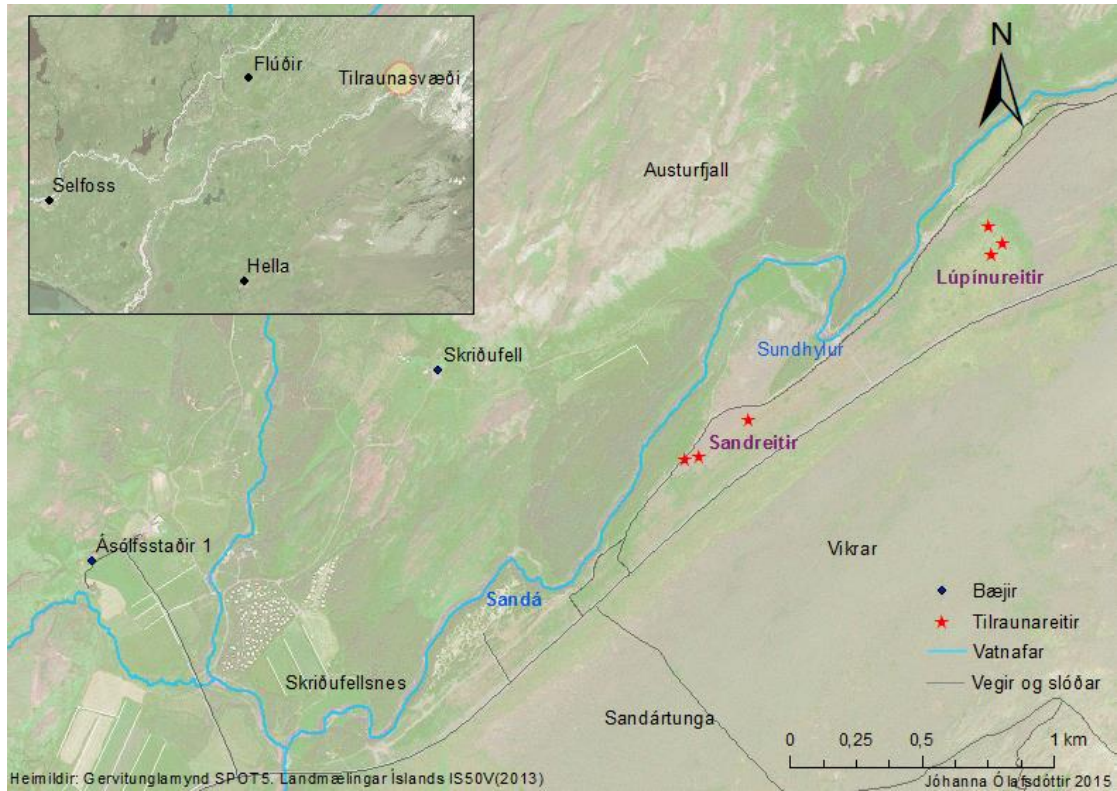 Flúðir
Tilraunasvæði
Selfoss
Hella
N
Austurfjall
Lúpínureitir
Sundhylur
Skriðufell
Sandreitir
Ásólfsstaðir 1
Vikrar
Sandá
Skriðufellsnes
Sandártunga
Bæjir
Tilraunareitir
Vatnafar
Vegir og slóðar
0 0,25 0,5 1 km
Heimildir: Gervitunglamynd SPOT5. Landmælingar Íslands IS50V(2013)
Jóhanna Ólafsdóttir 2015